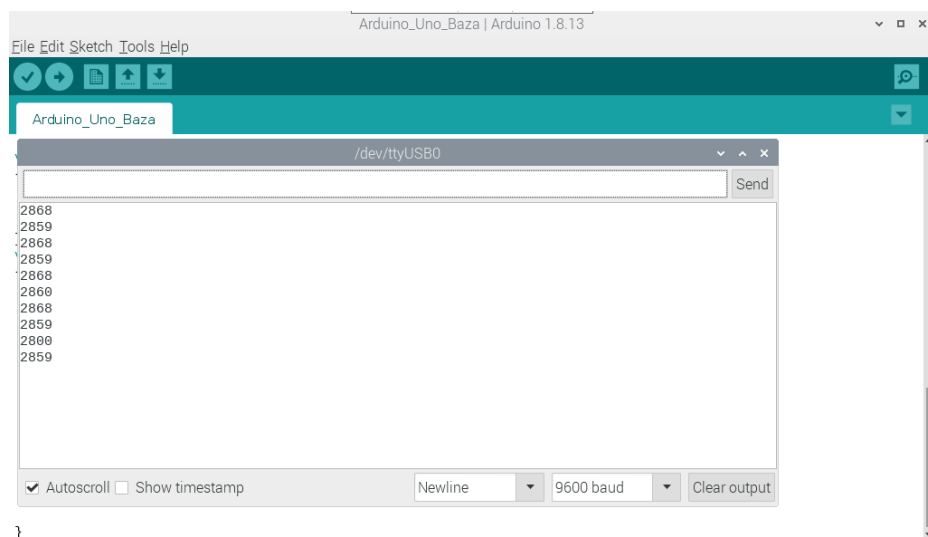 Arduino_Uno_Baza | Arduino 1.8.13
File Edit Sketch Tools Help
Arduino_Uno_Baza
/dev/ttyUSB0
Send
2868
2859
2868
2859
2868
2860
2868
2859
2800
2859
Autoscroll Show timestamp Newline 9600 baud Clear output
}